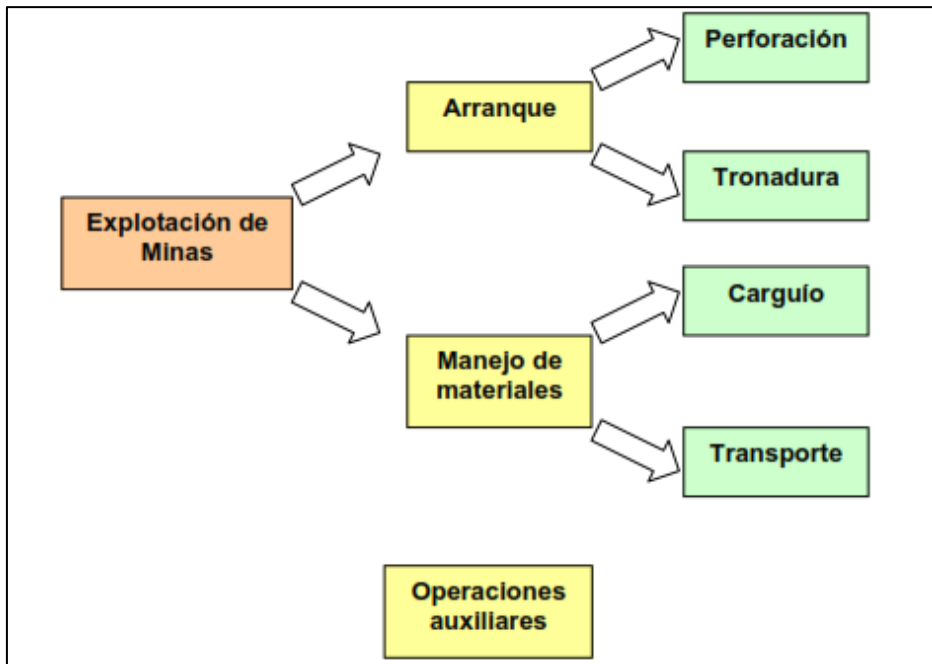 Perforación
Arranque
Tronadura
Explotación de
Minas
Carguío
Manejo de
materiales
Transporte
Operaciones
auxiliares